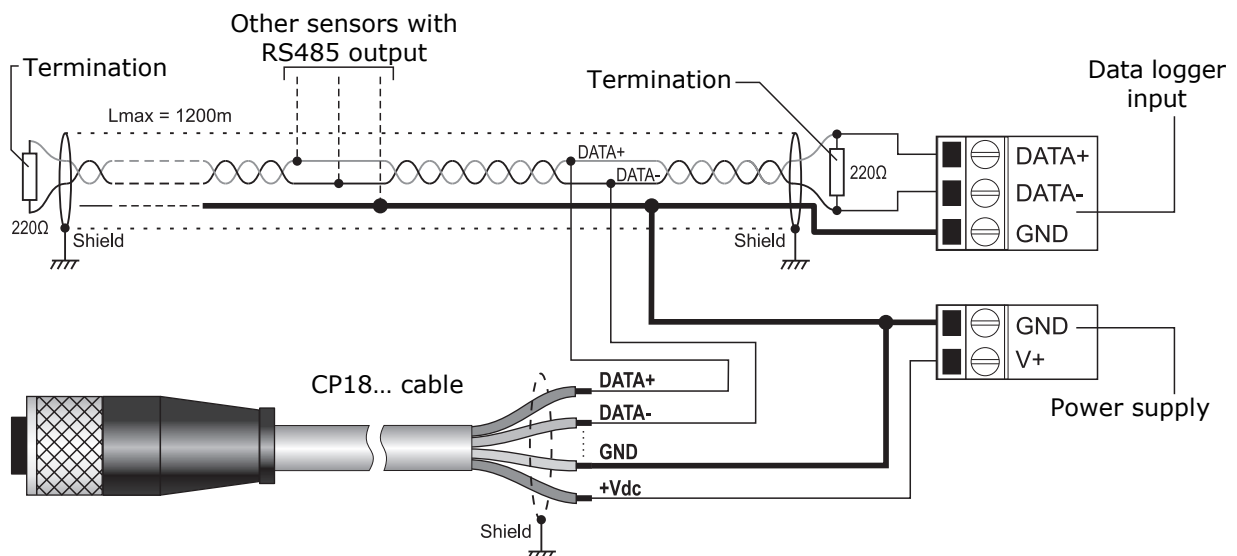 Other sensors with
RS485 output
Termination
Termination
Data logger
input
Lmax = 1200m
DATA+
DATA-
220Ω
220Ω
Shield
Shield
DATA+
DATA-
GND
GND
V+
CP18... cable
DATA+
DATA-
GND
+Vdc
Shield
Power supply